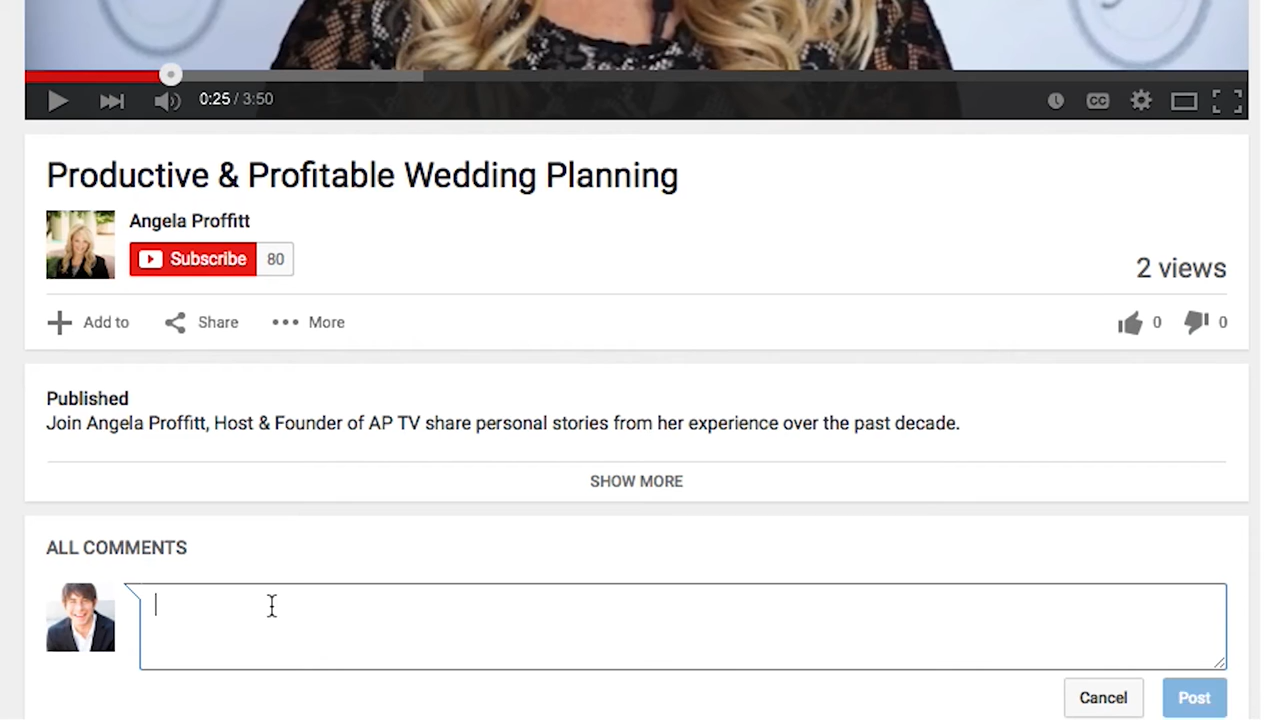 0:25 / 3:50
CC
Productive & Profitable Wedding Planning
Angela Proffitt
Subscribe 80
2 views
Add to Share More 0 0
Published
Join Angela Proffitt, Host & Founder of AP TV share personal stories from her experience over the past decade.
SHOW MORE
ALL COMMENTS
Cancel Post